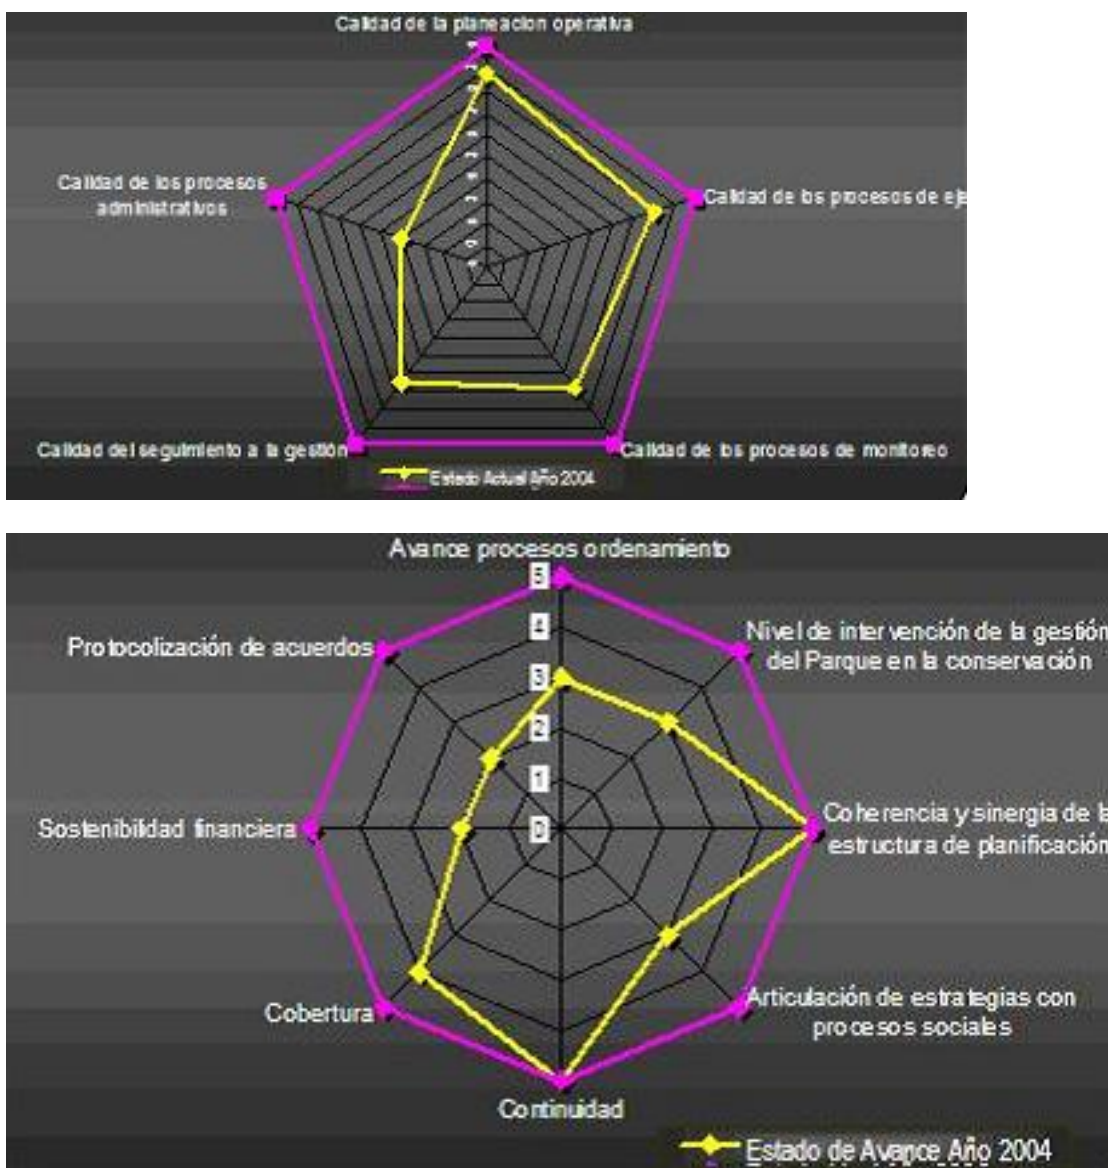 Calidad de la planeacion operativa
Calidad de los procesos
administrativos
Calidad de los procesos de eje
Calidad del seguimiento a la gestión
Calidad de los procesos de monitoreo
Estado Actual Año 2004
Avance procesos ordenamiento
5
Protocolización de acuerdos
Nivel de intervención de la gestión
del Parque en la conservación
4
3
2
1
0
Sostenibilidad financiera
Coherencia y sinergia de la
estructura de planificación
Cobertura
Articulación de estrategias con
procesos sociales
Continuidad
Estado de Avance Año 2004